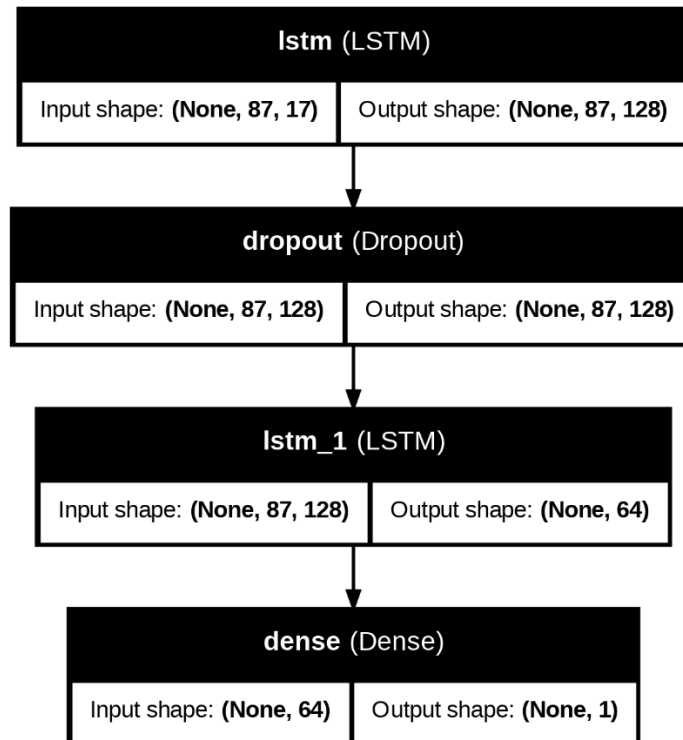 lstm (LSTM)
Input shape: (None, 87, 17) Output shape: (None, 87, 128)
dropout (Dropout)
Input shape: (None, 87, 128) Output shape: (None, 87, 128)
lstm_1 (LSTM)
Input shape: (None, 87, 128) Output shape: (None, 64)
dense (Dense)
Input shape: (None, 64) Output shape: (None, 1)